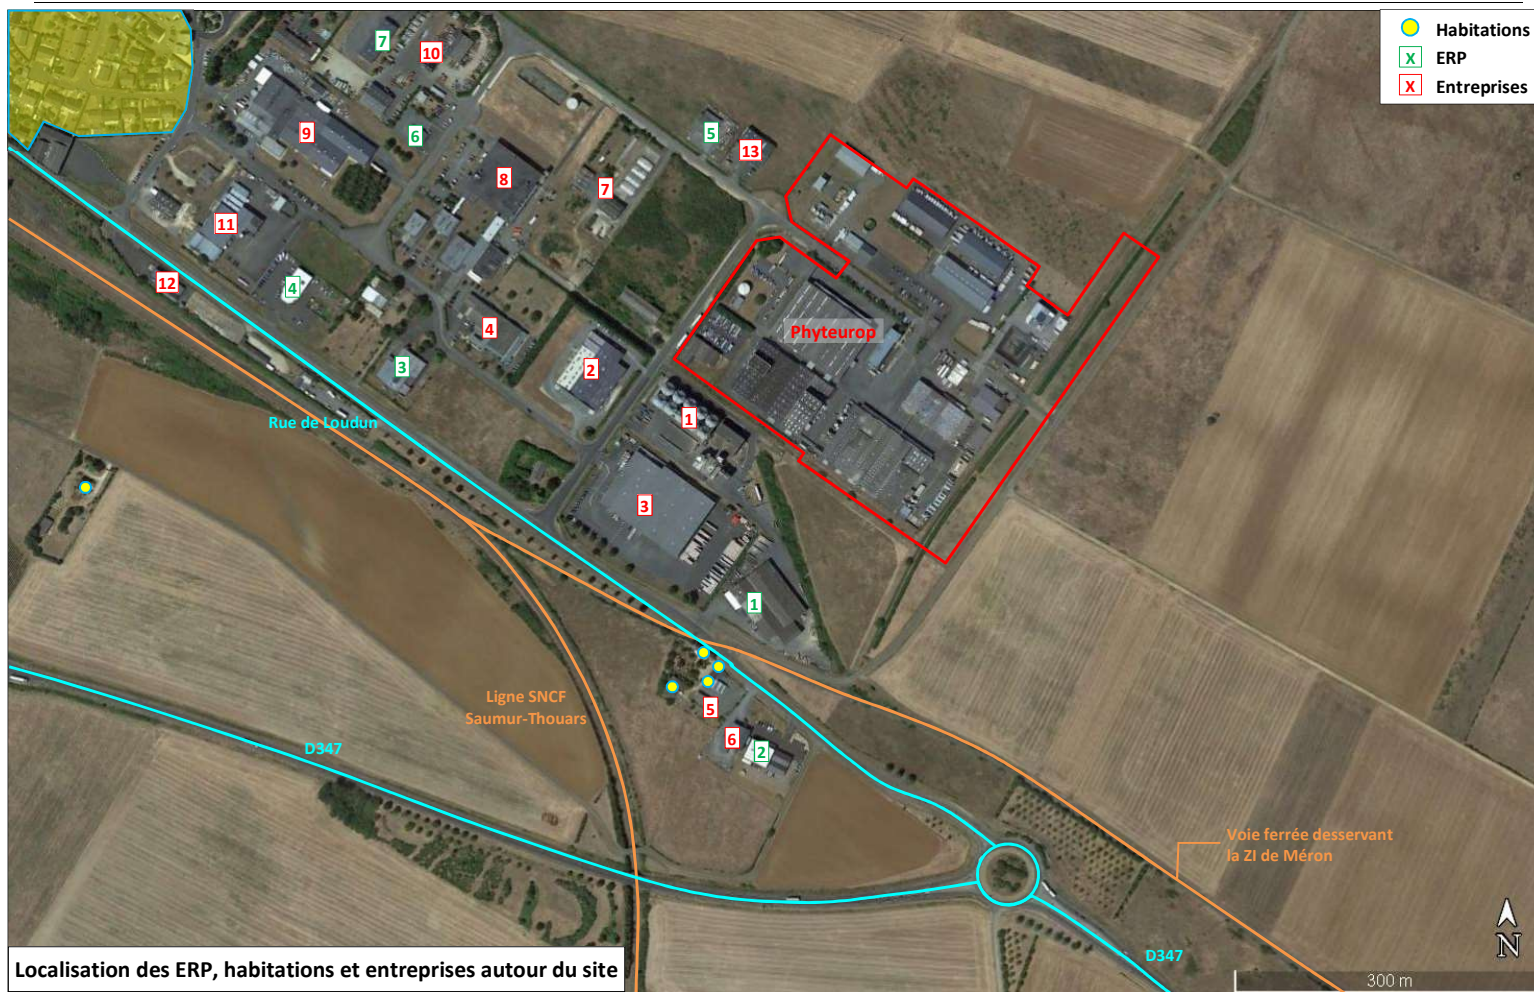 Habitations
X ERP
X Entreprises
7
10
9
6
5
13
8
7
11
12
4
4
3
2
Phyteurop
1
Rue de Loudun
3
1
Ligne SNCF
Saumur-Thouars
5
6
2
D347
Voie ferrée desservant
la ZI de Méron
D347
N
300 m
Localisation des ERP, habitations et entreprises autour du site